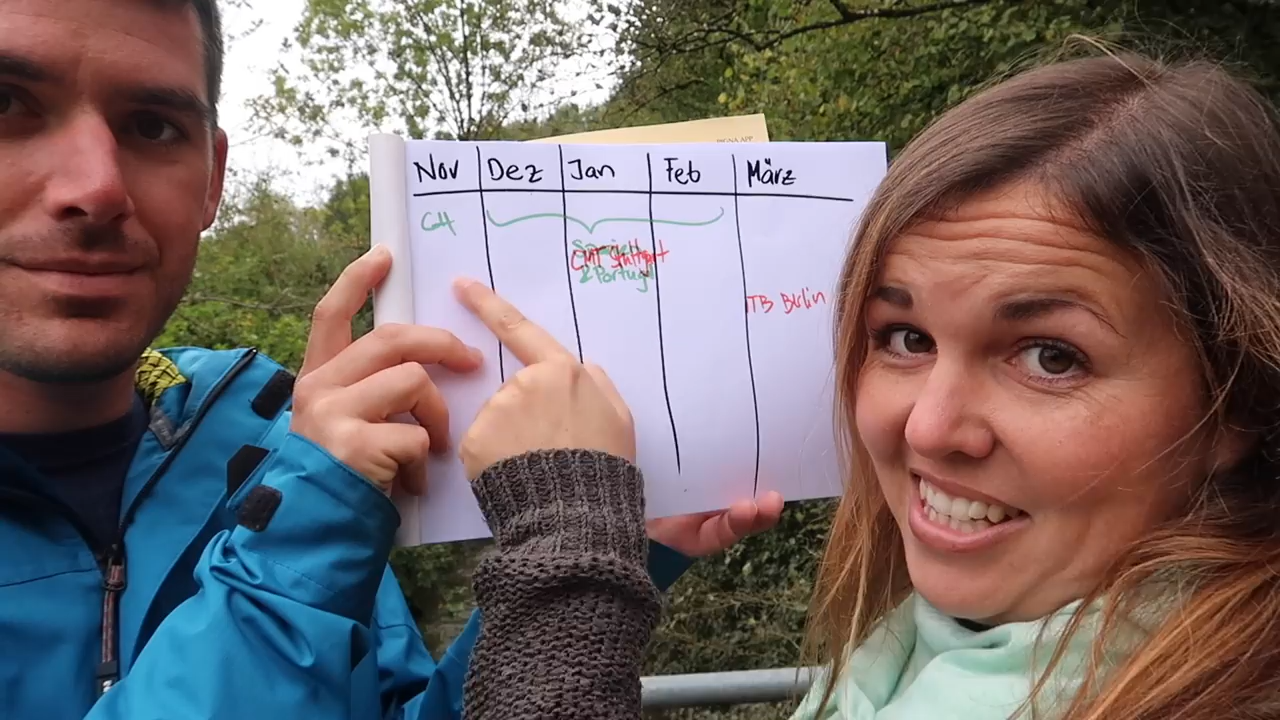 Nov Dez Jan Feb März
CH
CMT Stuttgart
& Portugal
ITB Berlin